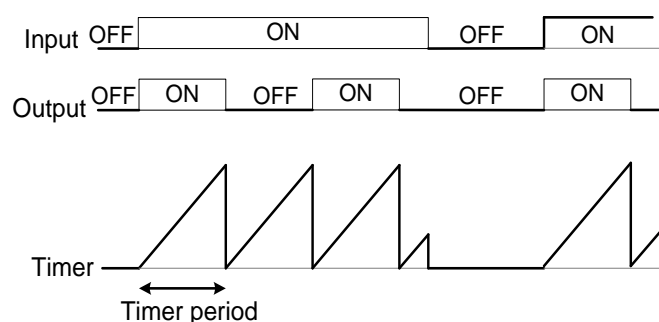 Input OFF ON OFF ON
Output OFF ON OFF ON OFF ON
Timer
Timer period